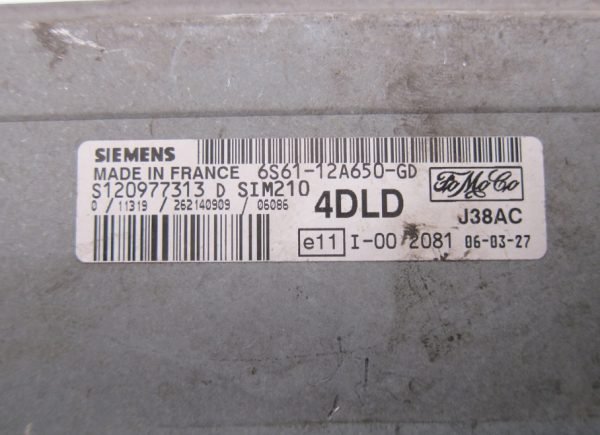 SIEMENS
MADE IN FRANCE 6S61-12A650-GD
S120977313 D SIM210
0 / 11319 / 262140909 / 06086
4DLD
FoMoCo
J38AC
e11 I-00 2081 06-03-27